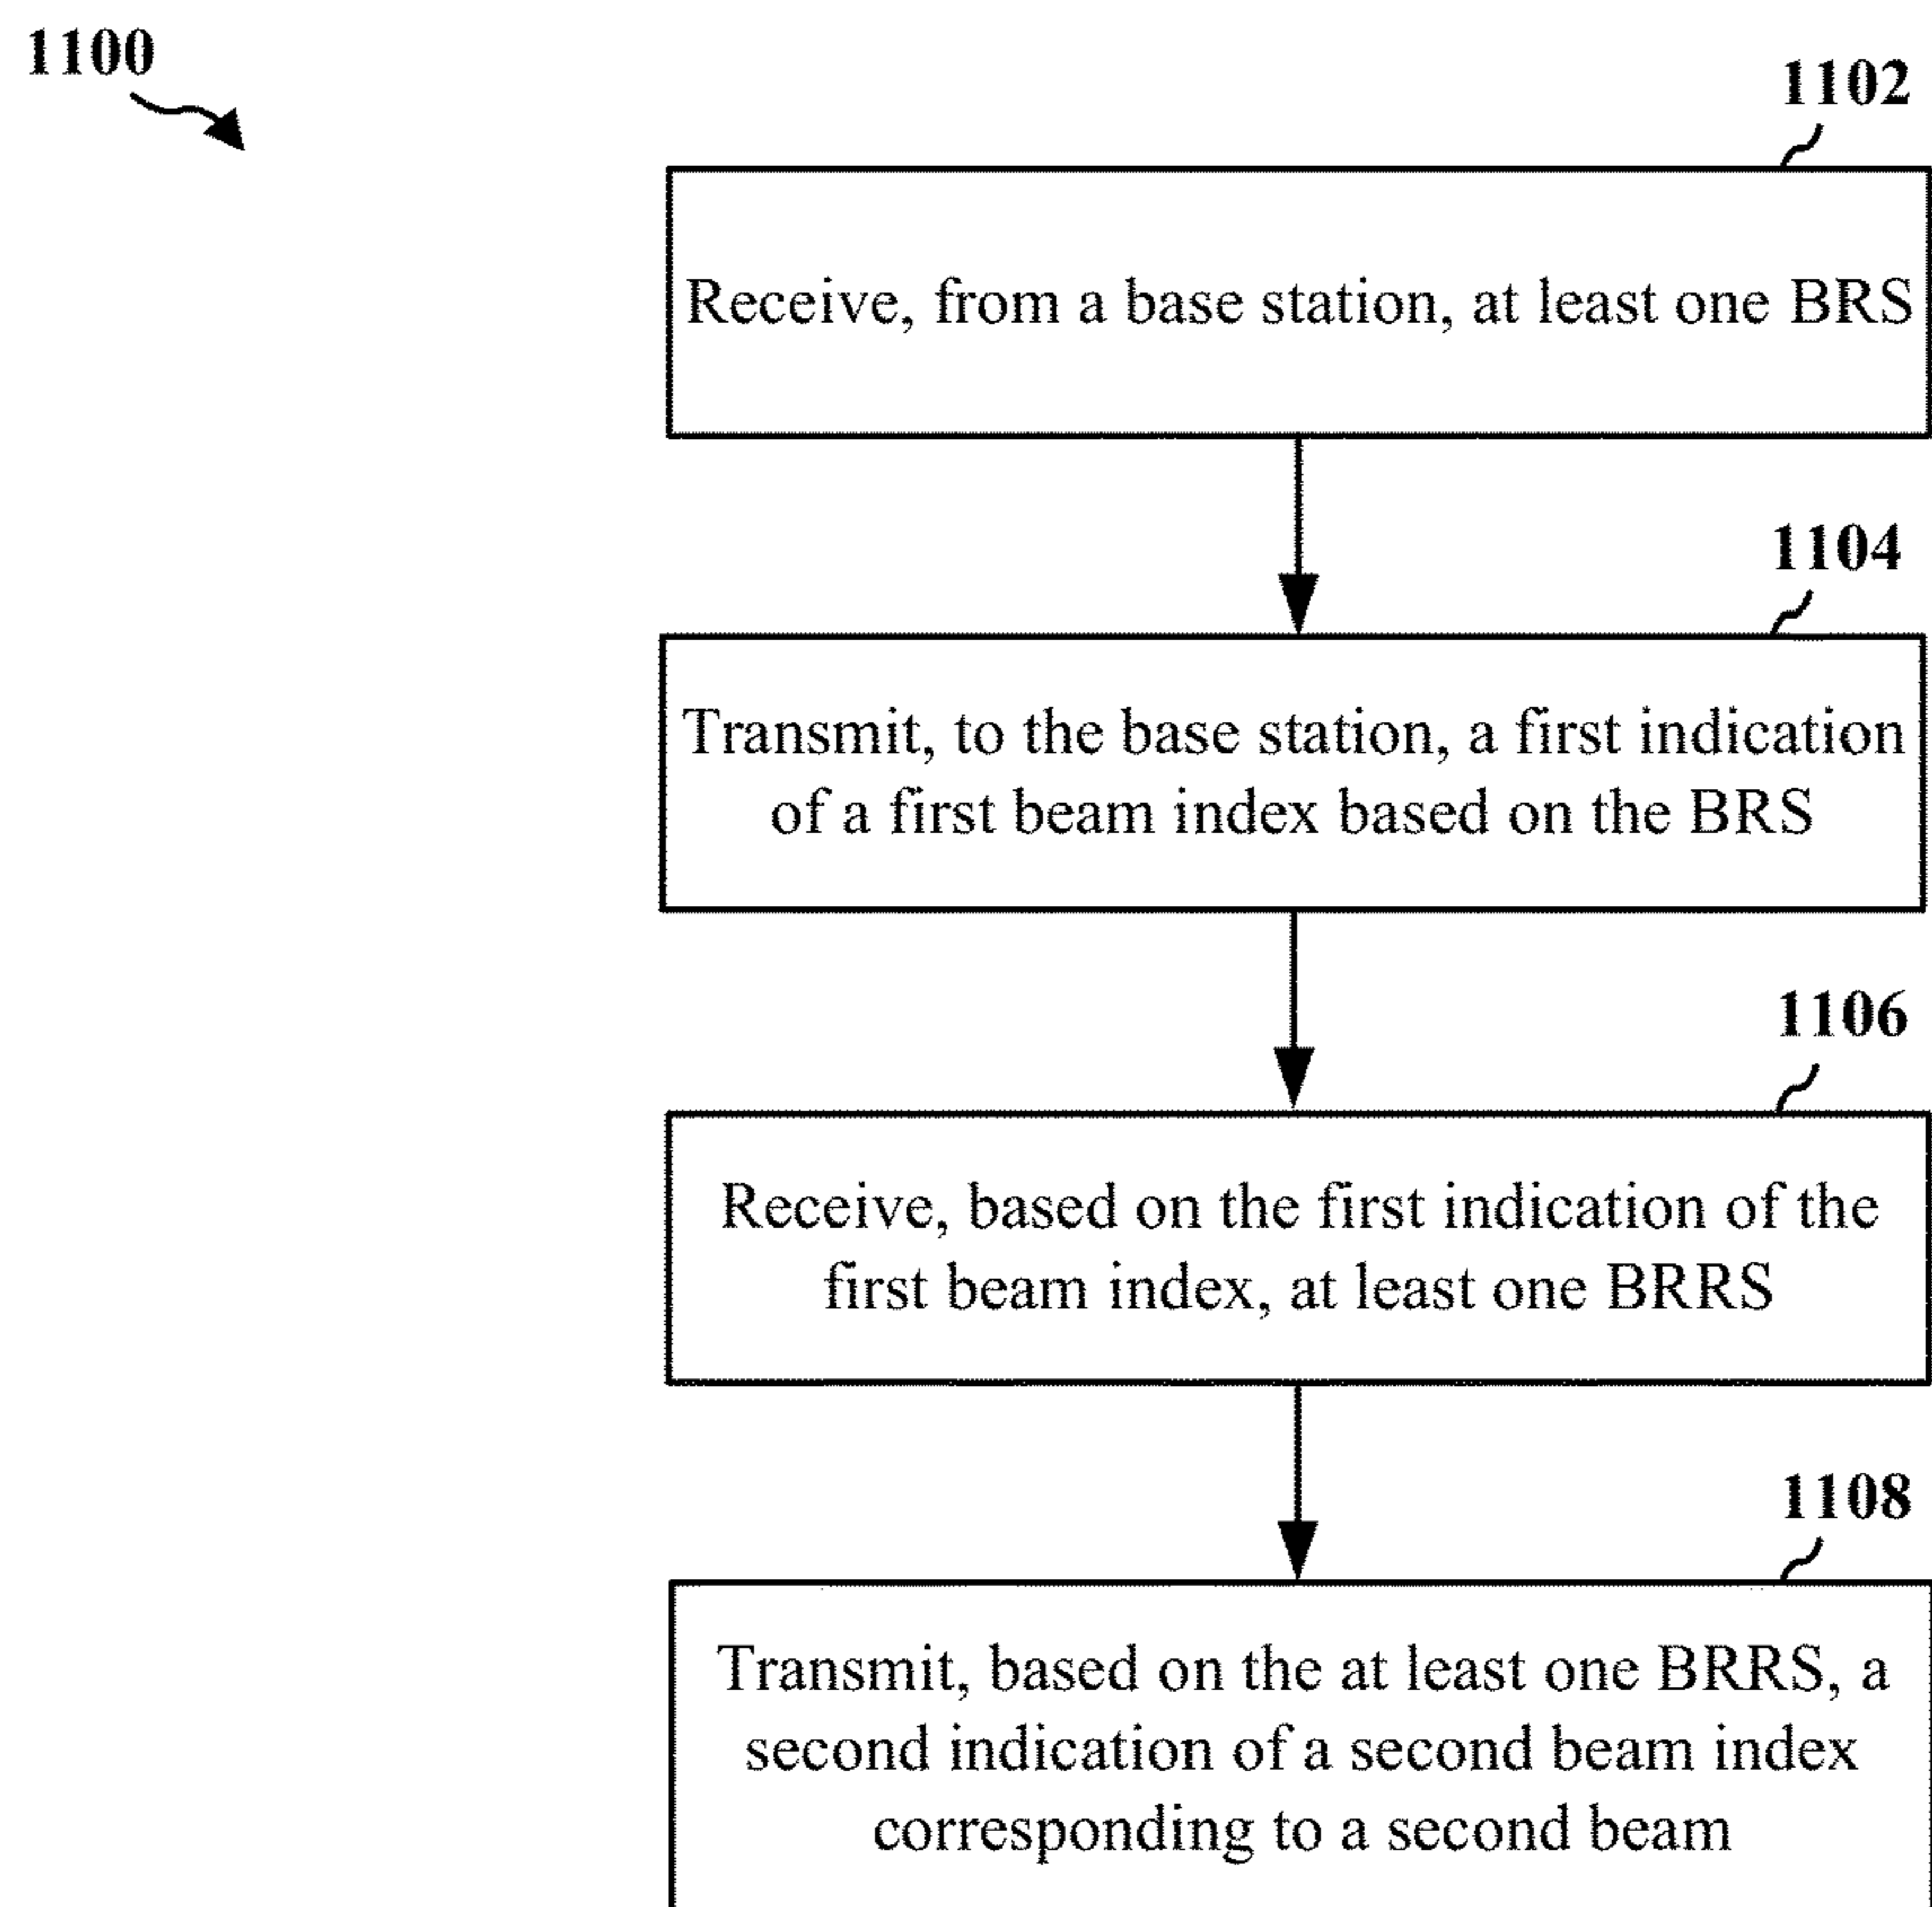 1100
1102
Receive, from a base station, at least one BRS
1104
Transmit, to the base station, a first indication
of a first beam index based on the BRS
1106
Receive, based on the first indication of the
first beam index, at least one BRRS
1108
Transmit, based on the at least one BRRS, a
second indication of a second beam index
corresponding to a second beam